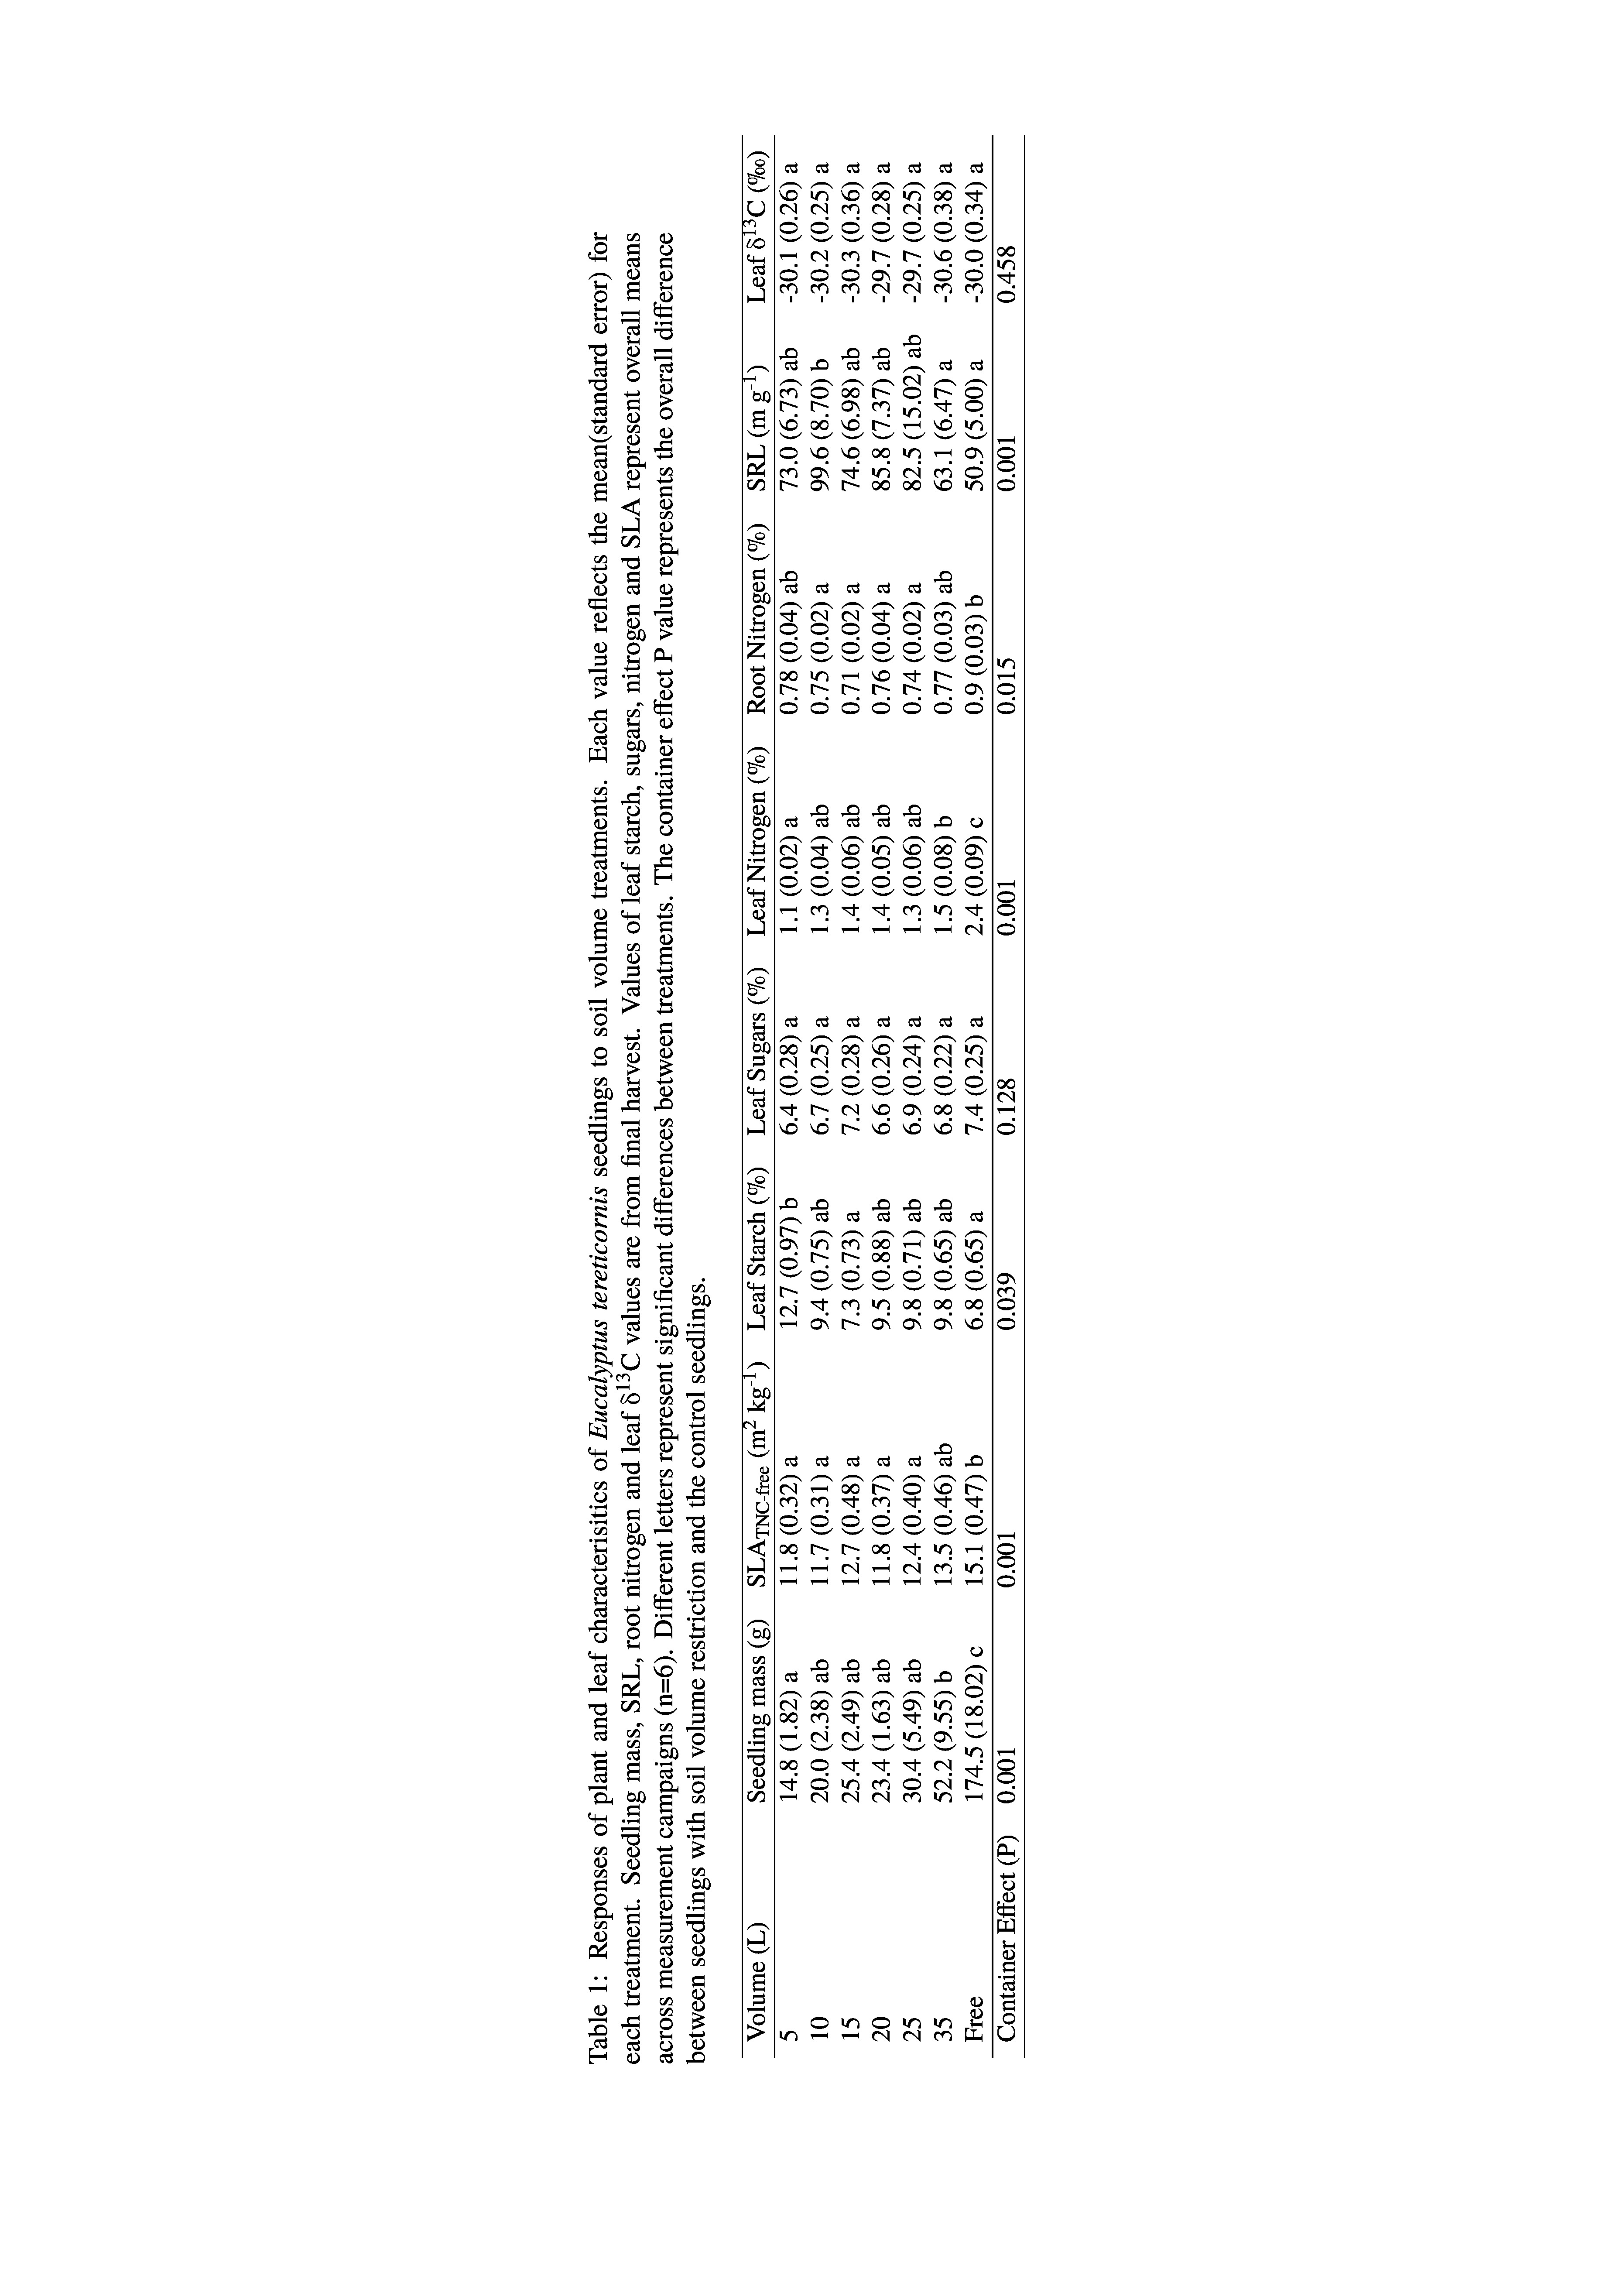 Table 1: Responses of plant and leaf characterisitics of Eucalyptus tereticornis seedlings to soil volume treatments. Each value reflects the mean(standard error) for
each treatment. Seedling mass, SRL, root nitrogen and leaf δ13C values are from final harvest. Values of leaf starch, sugars, nitrogen and SLA represent overall means
across measurement campaigns (n=6). Different letters represent significant differences between treatments. The container effect P value represents the overall difference
between seedlings with soil volume restriction and the control seedlings.
Volume (L) Seedling mass (g) SLATNC-free (m2 kg-1) Leaf Starch (%) Leaf Sugars (%) Leaf Nitrogen (%) Root Nitrogen (%) SRL (m g-1) Leaf δ13C (‰)
5 14.8 (1.82) a 11.8 (0.32) a 12.7 (0.97) b 6.4 (0.28) a 1.1 (0.02) a 0.78 (0.04) ab 73.0 (6.73) ab -30.1 (0.26) a
10 20.0 (2.38) ab 11.7 (0.31) a 9.4 (0.75) ab 6.7 (0.25) a 1.3 (0.04) ab 0.75 (0.02) a 99.6 (8.70) b -30.2 (0.25) a
15 25.4 (2.49) ab 12.7 (0.48) a 7.3 (0.73) a 7.2 (0.28) a 1.4 (0.06) ab 0.71 (0.02) a 74.6 (6.98) ab -30.3 (0.36) a
20 23.4 (1.63) ab 11.8 (0.37) a 9.5 (0.88) ab 6.6 (0.26) a 1.4 (0.05) ab 0.76 (0.04) a 85.8 (7.37) ab -29.7 (0.28) a
25 30.4 (5.49) ab 12.4 (0.40) a 9.8 (0.71) ab 6.9 (0.24) a 1.3 (0.06) ab 0.74 (0.02) a 82.5 (15.02) ab -29.7 (0.25) a
35 52.2 (9.55) b 13.5 (0.46) ab 9.8 (0.65) ab 6.8 (0.22) a 1.5 (0.08) b 0.77 (0.03) ab 63.1 (6.47) a -30.6 (0.38) a
Free 174.5 (18.02) c 15.1 (0.47) b 6.8 (0.65) a 7.4 (0.25) a 2.4 (0.09) c 0.9 (0.03) b 50.9 (5.00) a -30.0 (0.34) a
Container Effect (P) 0.001 0.001 0.039 0.128 0.001 0.015 0.001 0.458